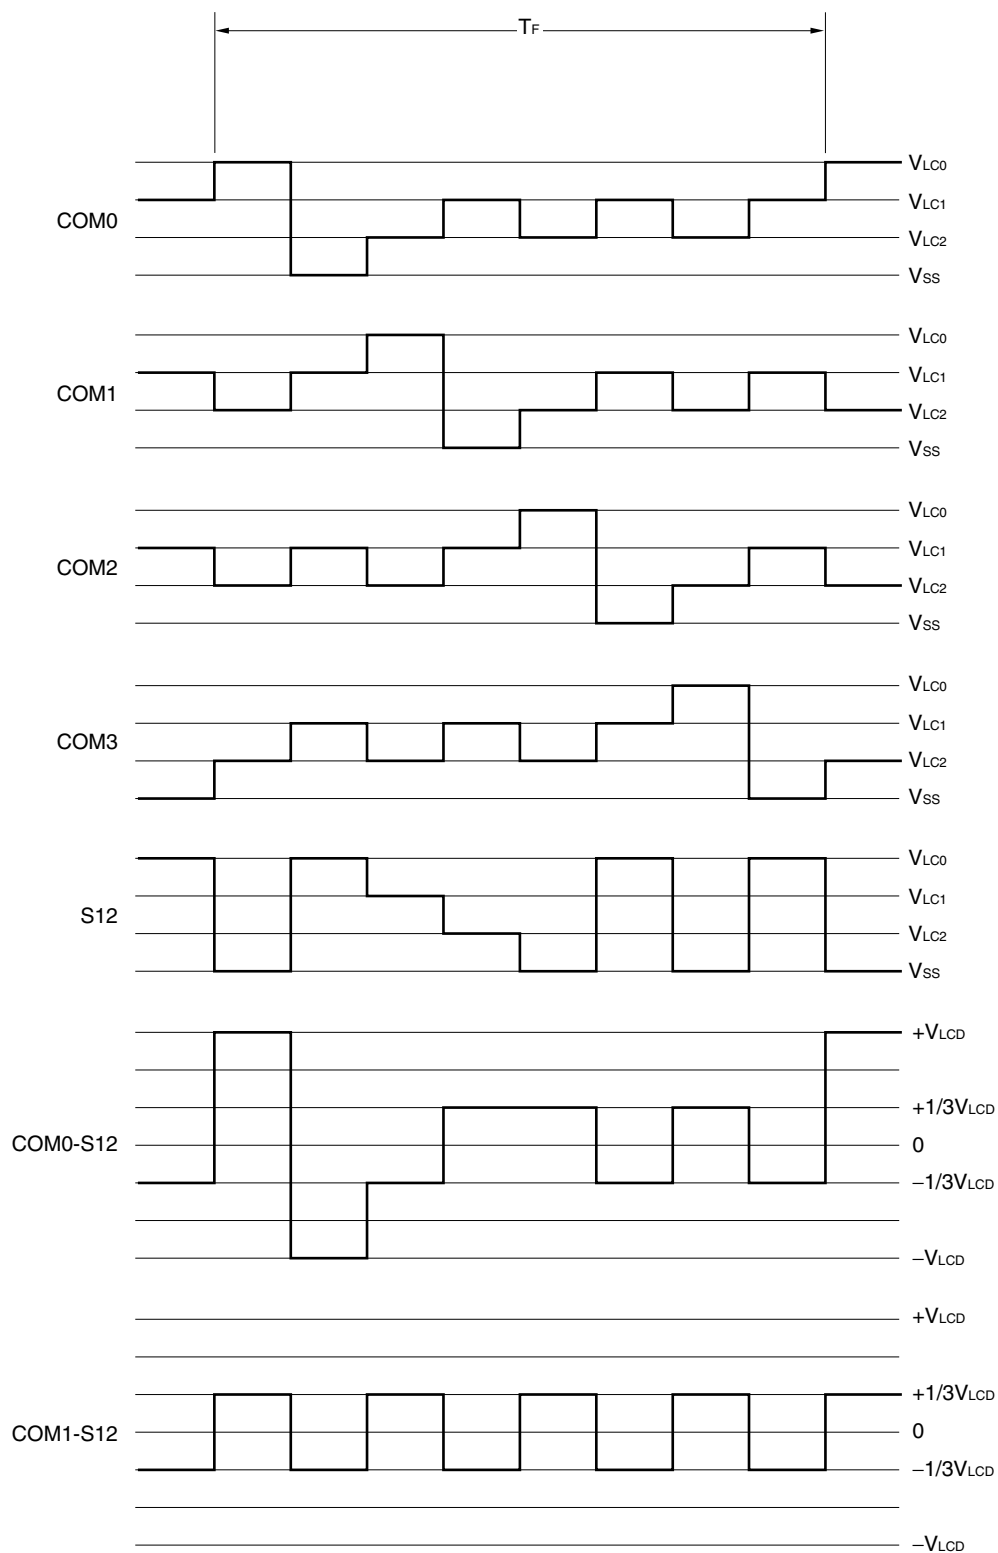 TF
VLC0
VLC1
COM0
VLC2
VSS
VLC0
VLC1
COM1
VLC2
VSS
VLC0
VLC1
COM2
VLC2
VSS
VLC0
VLC1
COM3
VLC2
VSS
VLC0
VLC1
S12
VLC2
VSS
+VLCD
+1/3VLCD
COM0-S12
0
−1/3VLCD
−VLCD
+VLCD
+1/3VLCD
COM1-S12
0
−1/3VLCD
−VLCD